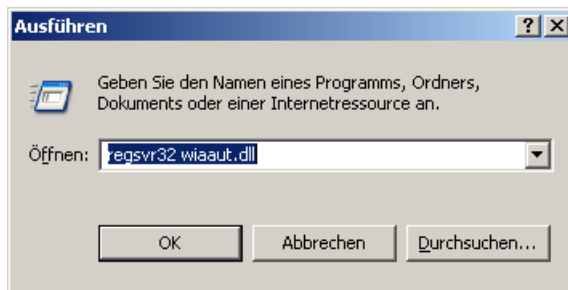 Ausführen
Geben Sie den Namen eines Programms, Ordners,
Dokuments oder einer Internetressource an.
Öffnen: regsvr32 wiaaut.dll
OK Abbrechen Durchsuchen...